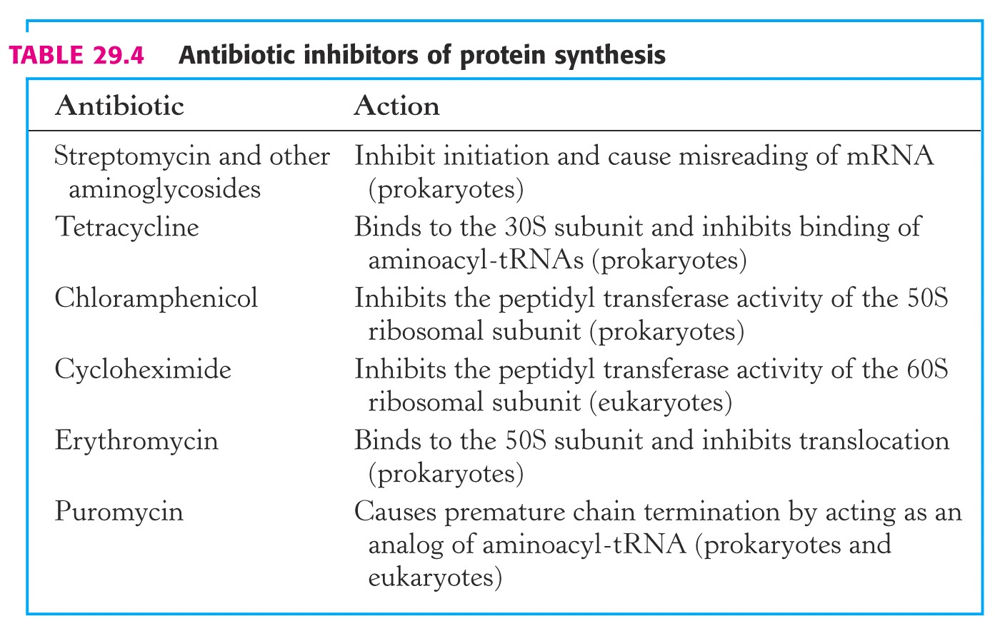 TABLE 29.4 Antibiotic inhibitors of protein synthesis
Antibiotic Action
Streptomycin and other Inhibit initiation and cause misreading of mRNA
aminoglycosides (prokaryotes)
Tetracycline Binds to the 30S subunit and inhibits binding of
aminoacyl-tRNAs (prokaryotes)
Chloramphenicol Inhibits the peptidyl transferase activity of the 50S
ribosomal subunit (prokaryotes)
Cycloheximide Inhibits the peptidyl transferase activity of the 60S
ribosomal subunit (eukaryotes)
Erythromycin Binds to the 50S subunit and inhibits translocation
(prokaryotes)
Puromycin Causes premature chain termination by acting as an
analog of aminoacyl-tRNA (prokaryotes and
eukaryotes)